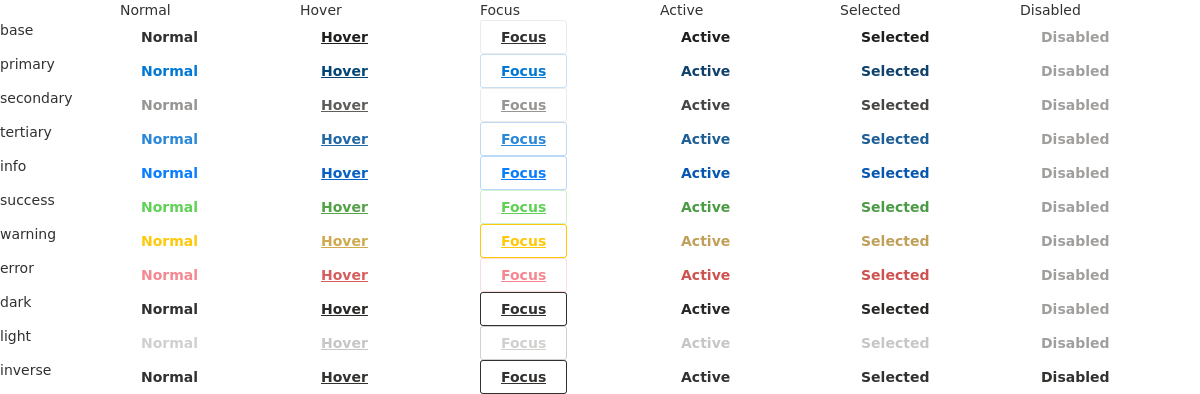 Normal Hover Focus Active Selected Disabled
base Normal Hover Focus Active Selected Disabled
primary Normal Hover Focus Active Selected Disabled
secondary Normal Hover Focus Active Selected Disabled
tertiary Normal Hover Focus Active Selected Disabled
info Normal Hover Focus Active Selected Disabled
success Normal Hover Focus Active Selected Disabled
warning Normal Hover Focus Active Selected Disabled
error Normal Hover Focus Active Selected Disabled
dark Normal Hover Focus Active Selected Disabled
light Normal Hover Focus Active Selected Disabled
inverse Normal Hover Focus Active Selected Disabled